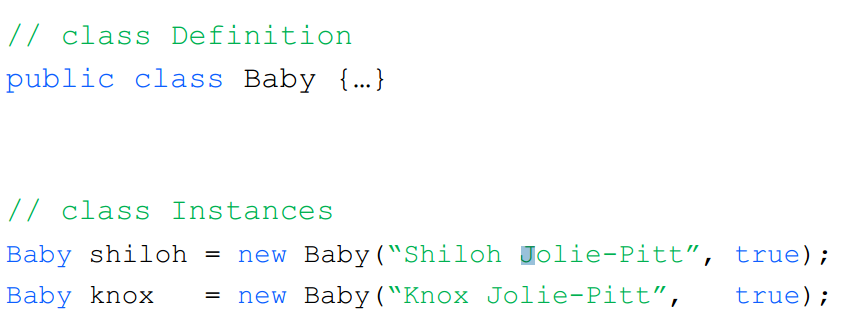 // class Definition
public class Baby {…}
// class Instances
Baby shiloh = new Baby(“Shiloh Jolie-Pitt”, true);
Baby knox   = new Baby(“Knox Jolie-Pitt”,   true);